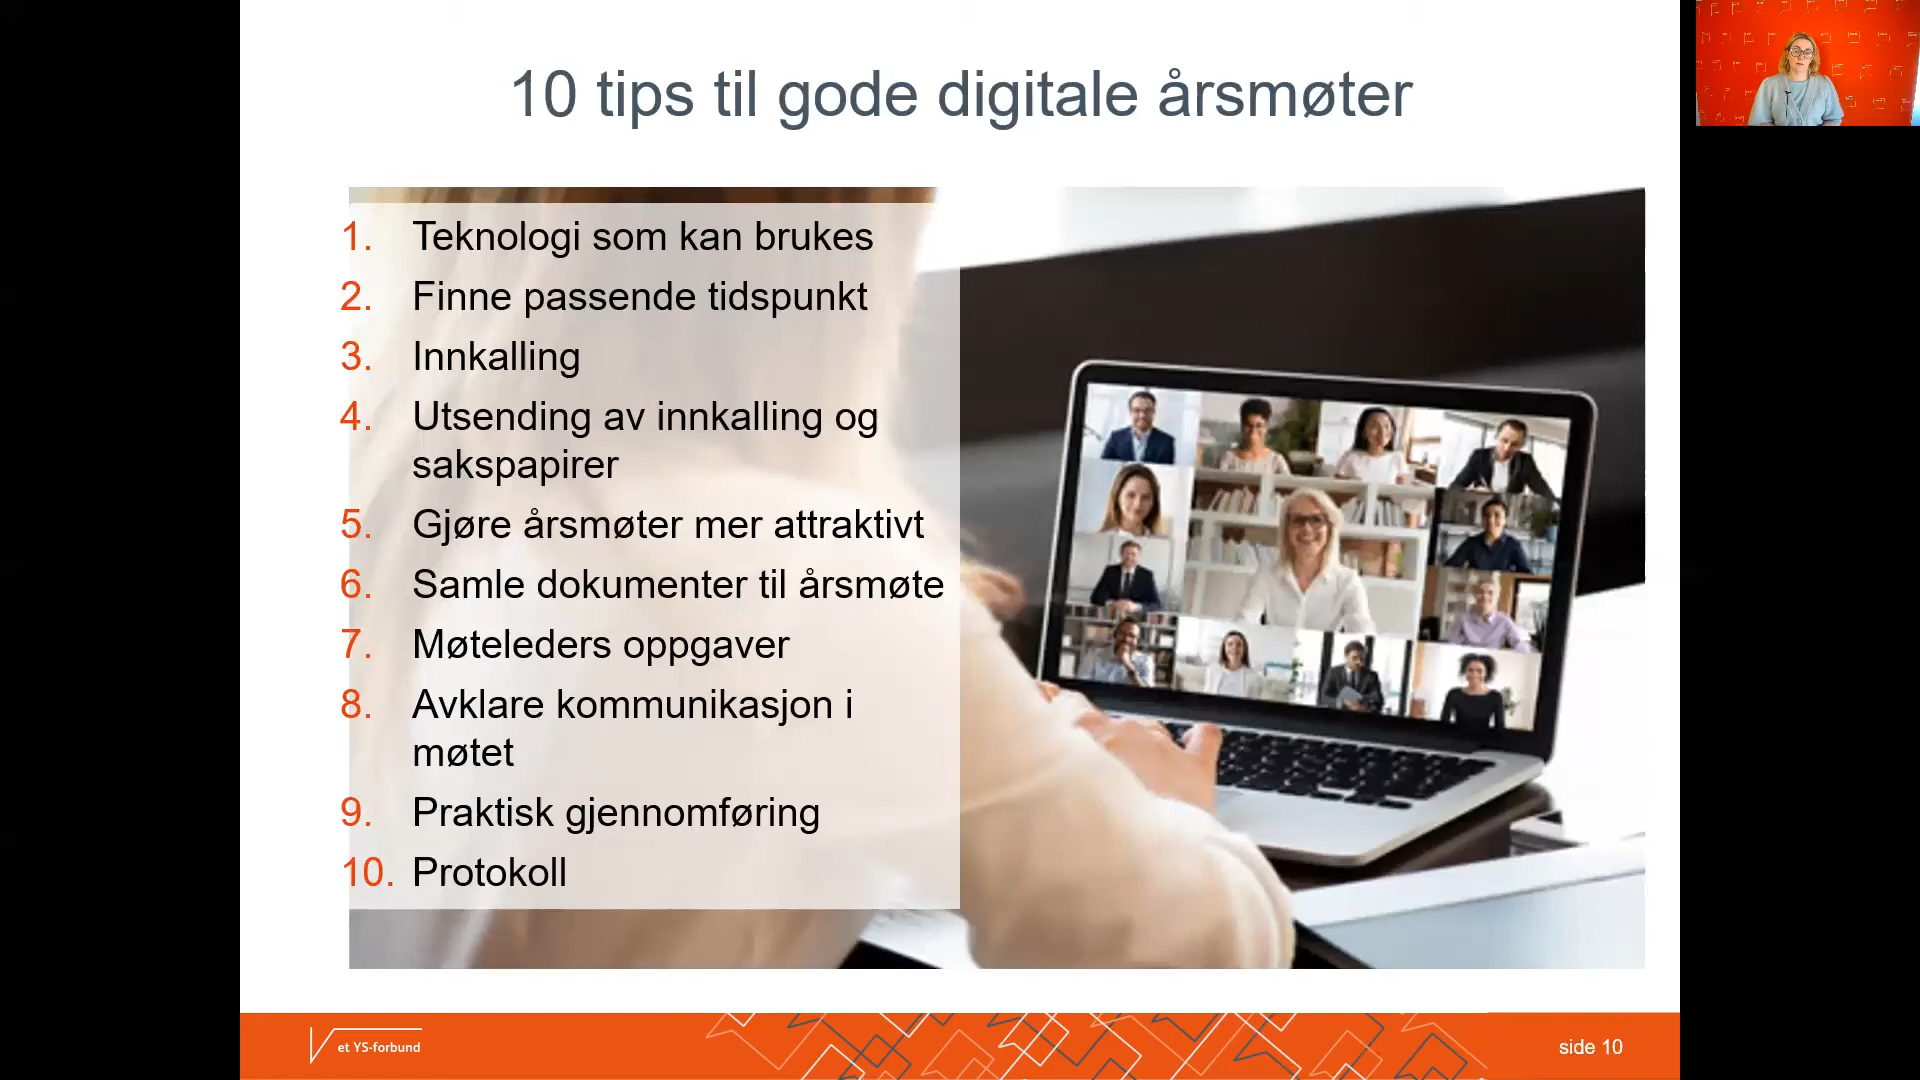 10 tips til gode digitale årsmøter
1. Teknologi som kan brukes
2. Finne passende tidspunkt
3. Innkalling
4. Utsending av innkalling og
sakspapirer
5. Gjøre årsmøter mer attraktivt
6. Samle dokumenter til årsmøte
7. Møteleders oppgaver
8. Avklare kommunikasjon i
møtet
9. Praktisk gjennomføring
10. Protokoll
et YS-forbund
side 10